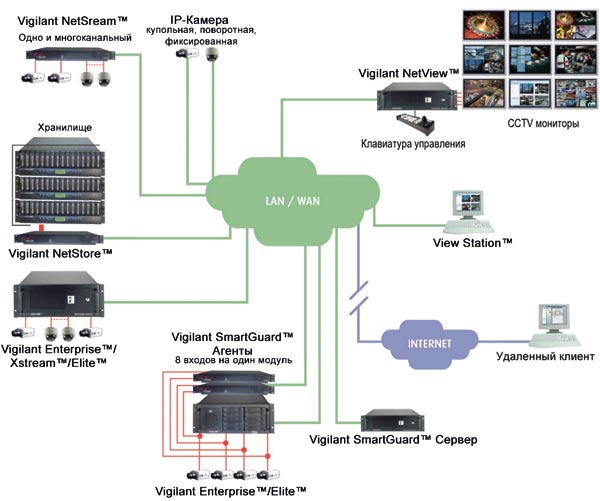 Vigilant NetSream™
Одно и многоканальный
IP-Камера
купольная, поворотная,
фиксированная
Vigilant NetView™
Клавиатура управления
CCTV мониторы
Хранилище
LAN / WAN
Vigilant NetStore™
View Station™
Vigilant Enterprise™/
Xstream™/Elite™
Vigilant SmartGuard™
Агенты
8 входов на один модуль
INTERNET
Удаленный клиент
Vigilant SmartGuard™ Сервер
Vigilant Enterprise™/Elite™